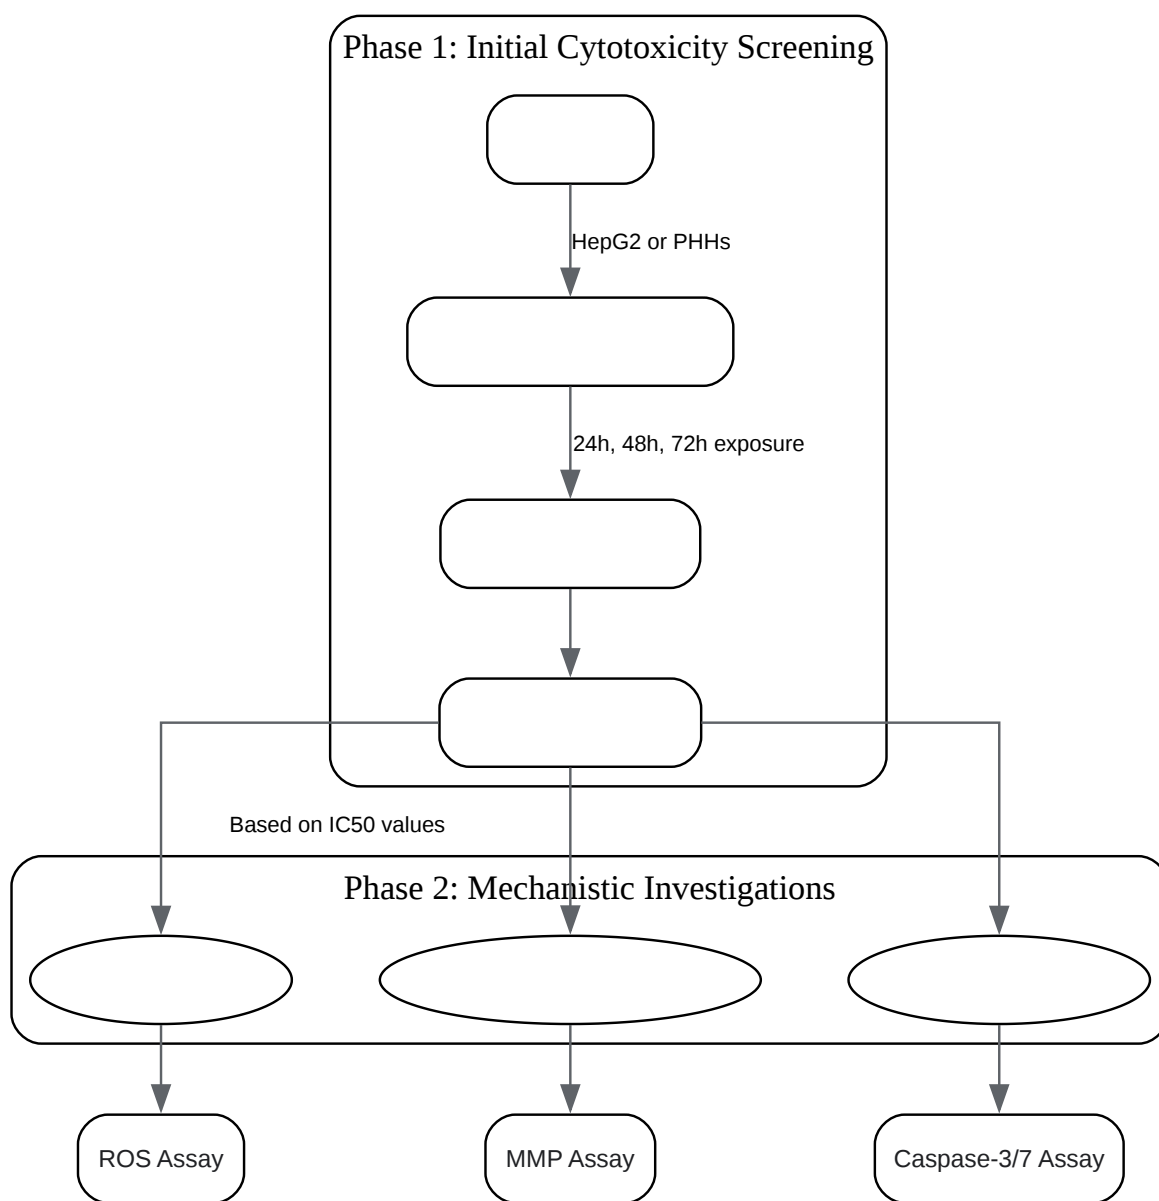 Phase 1: Initial Cytotoxicity Screening
HepG2 or PHHs
24h, 48h, 72h exposure
Based on IC50 values
Phase 2: Mechanistic Investigations
ROS Assay
MMP Assay
Caspase-3/7 Assay